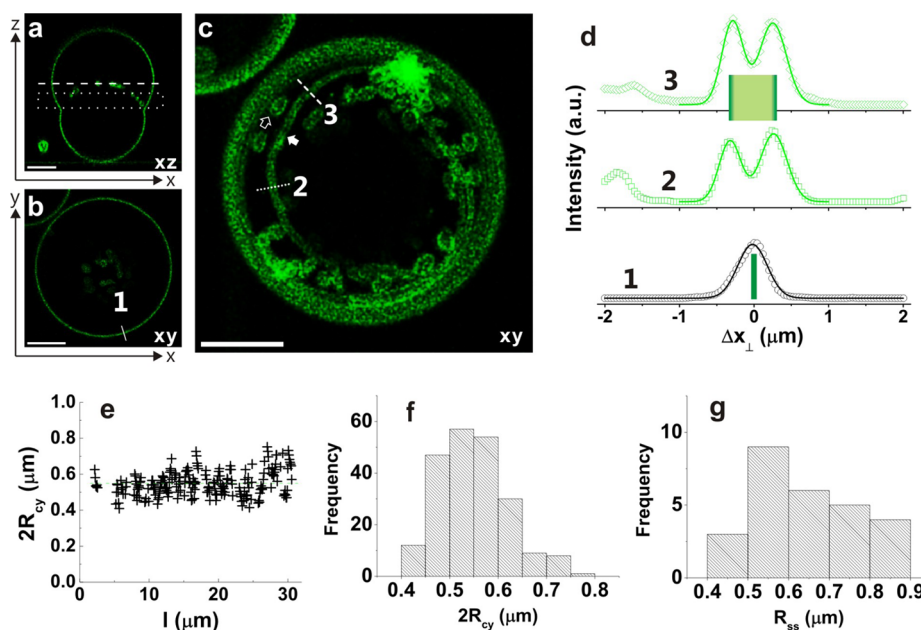 z
a
xz
x
y
b
1
xy
x
c
3
2
xy
d
Intensity (a.u.)
3
2
1
-2 -1 0 1 2
Δx⊥ (μm)
e
2Rcy (μm)
1.0
0.8
0.6
0.4
0.2
0.0
0 10 20 30
l (μm)
f
Frequency
60
40
20
0
0.4 0.5 0.6 0.7 0.8
2Rcy (μm)
g
Frequency
10
5
0
0.4 0.5 0.6 0.7 0.8 0.9
Rss (μm)